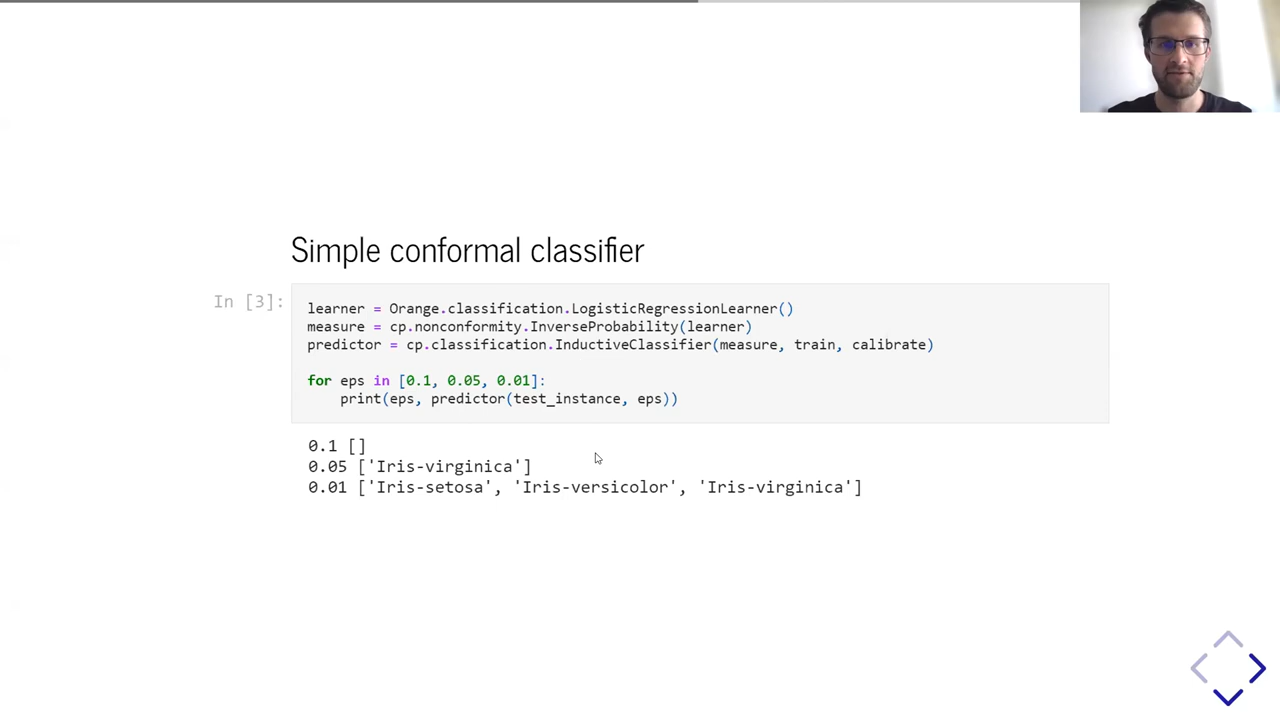 Simple conformal classifier
In [3]:
learner = Orange.classification.LogisticRegressionLearner()
measure = cp.nonconformity.InverseProbability(learner)
predictor = cp.classification.InductiveClassifier(measure, train, calibrate)
for eps in [0.1, 0.05, 0.01]:
    print(eps, predictor(test_instance, eps))
0.1 []
0.05 ['Iris-virginica']
0.01 ['Iris-setosa', 'Iris-versicolor', 'Iris-virginica']